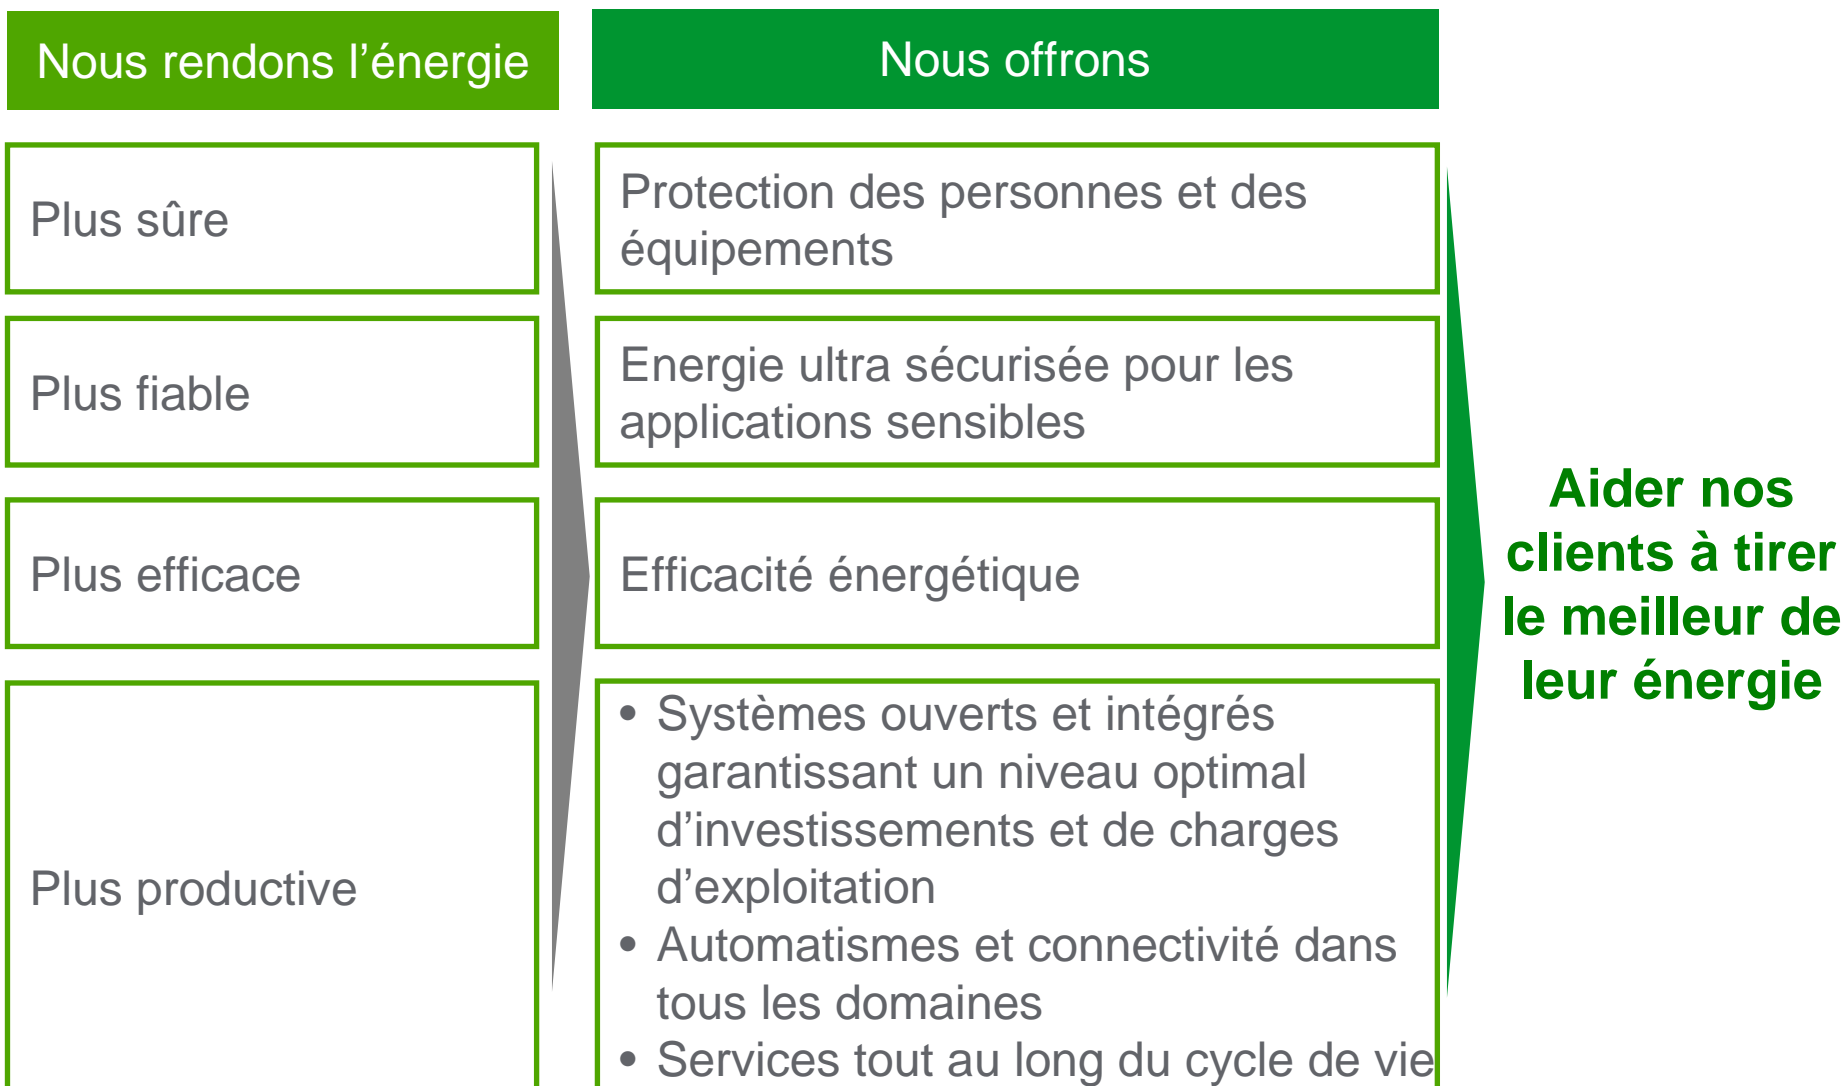 Nous rendons l’énergie
Nous offrons
Plus sûre
Protection des personnes et des
équipements
Plus fiable
Energie ultra sécurisée pour les
applications sensibles
Plus efficace
Efficacité énergétique
Plus productive
• Systèmes ouverts et intégrés
garantissant un niveau optimal
d’investissements et de charges
d’exploitation
• Automatismes et connectivité dans
tous les domaines
• Services tout au long du cycle de vie
Aider nos
clients à tirer
le meilleur de
leur énergie